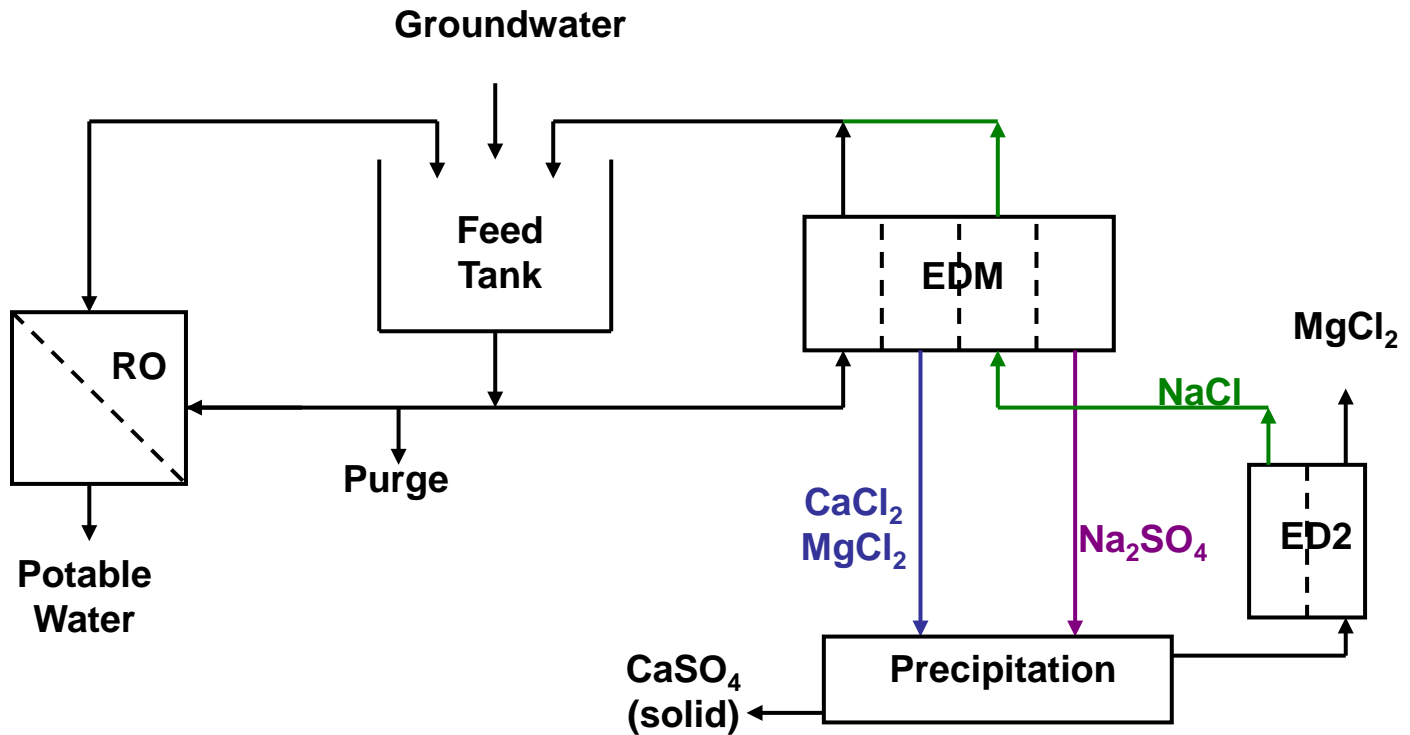 Groundwater
Feed
Tank
EDM
MgCl₂
RO
NaCl
Purge
CaCl₂
MgCl₂
Na₂SO₄
ED2
Potable
Water
CaSO₄
(solid)
Precipitation